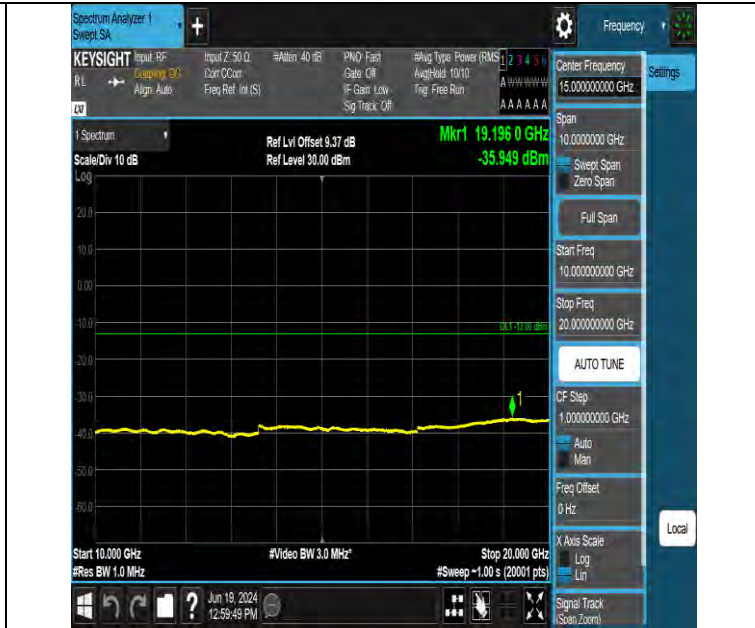 Spectrum Analyzer 1
Swept SA
+
Frequency
KEYSIGHT
RL
Input: RF
Coupling: DC
Align: Auto
Input Z: 50 Ω
Corr CCorr
Freq Ref: Int (S)
#Atten: 40 dB
PNO: Fast
Gate: Off
IF Gain: Low
Sig Track: Off
#Avg Type: Power (RMS
Avg|Hold: 10/10
Trig: Free Run
1 2 3 4 5 6
A W W W W W
A A A A A A
LXI
1 Spectrum
Scale/Div 10 dB
Log
Ref Lvl Offset 9.37 dB
Ref Level 30.00 dBm
Mkr1 19.196 0 GHz
-35.949 dBm
20.0
10.0
0.00
-10.0
-20.0
-30.0
-40.0
-50.0
-60.0
DL1 -13.00 dBm
1
Start 10.000 GHz
#Res BW 1.0 MHz
#Video BW 3.0 MHz*
Stop 20.000 GHz
#Sweep ~1.00 s (20001 pts)
?
Jun 19, 2024
12:59:49 PM
Center Frequency
15.00000000 GHz
Settings
Span
10.0000000 GHz
Swept Span
Zero Span
Full Span
Start Freq
10.000000000 GHz
Stop Freq
20.000000000 GHz
AUTO TUNE
CF Step
1.000000000 GHz
Auto
Man
Freq Offset
0 Hz
X Axis Scale
Log
Lin
Local
Signal Track
(Span Zoom)